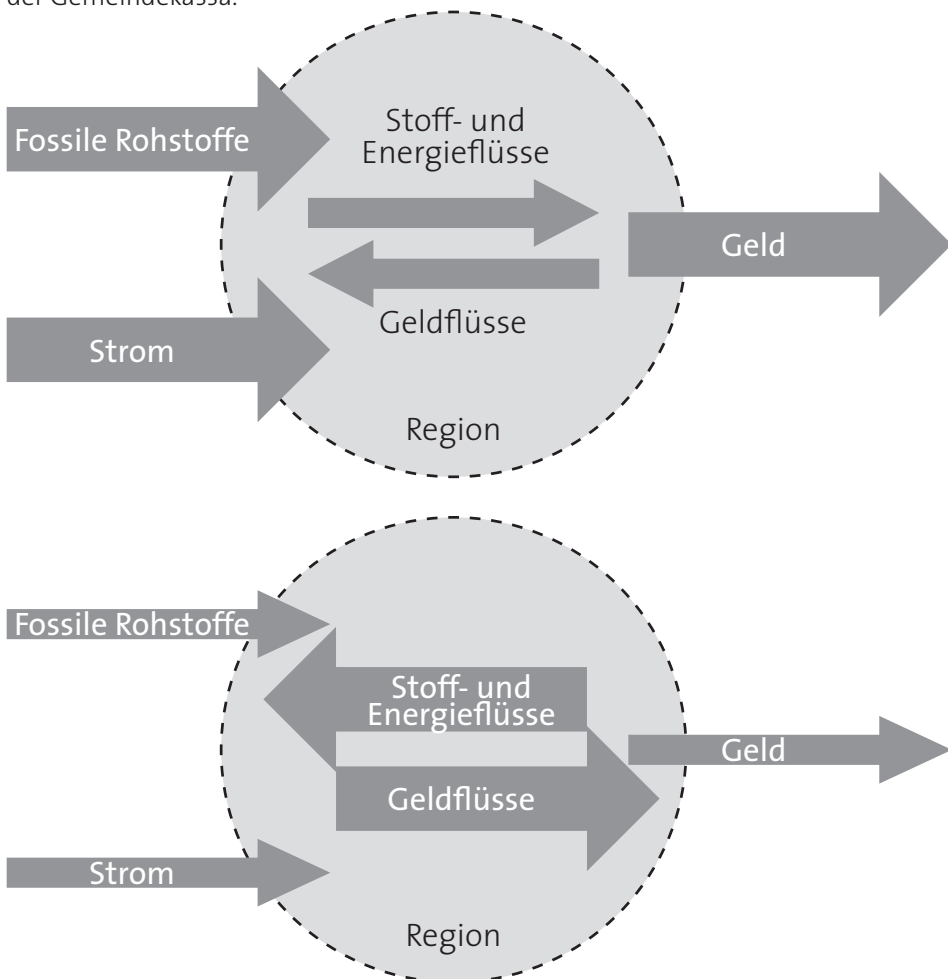 der Gemeindekassa.
Fossile Rohstoffe
Stoff- und
Energieflüsse
Geld
Geldflüsse
Strom
Region
Fossile Rohstoffe
Stoff- und
Energieflüsse
Geld
Geldflüsse
Strom
Region